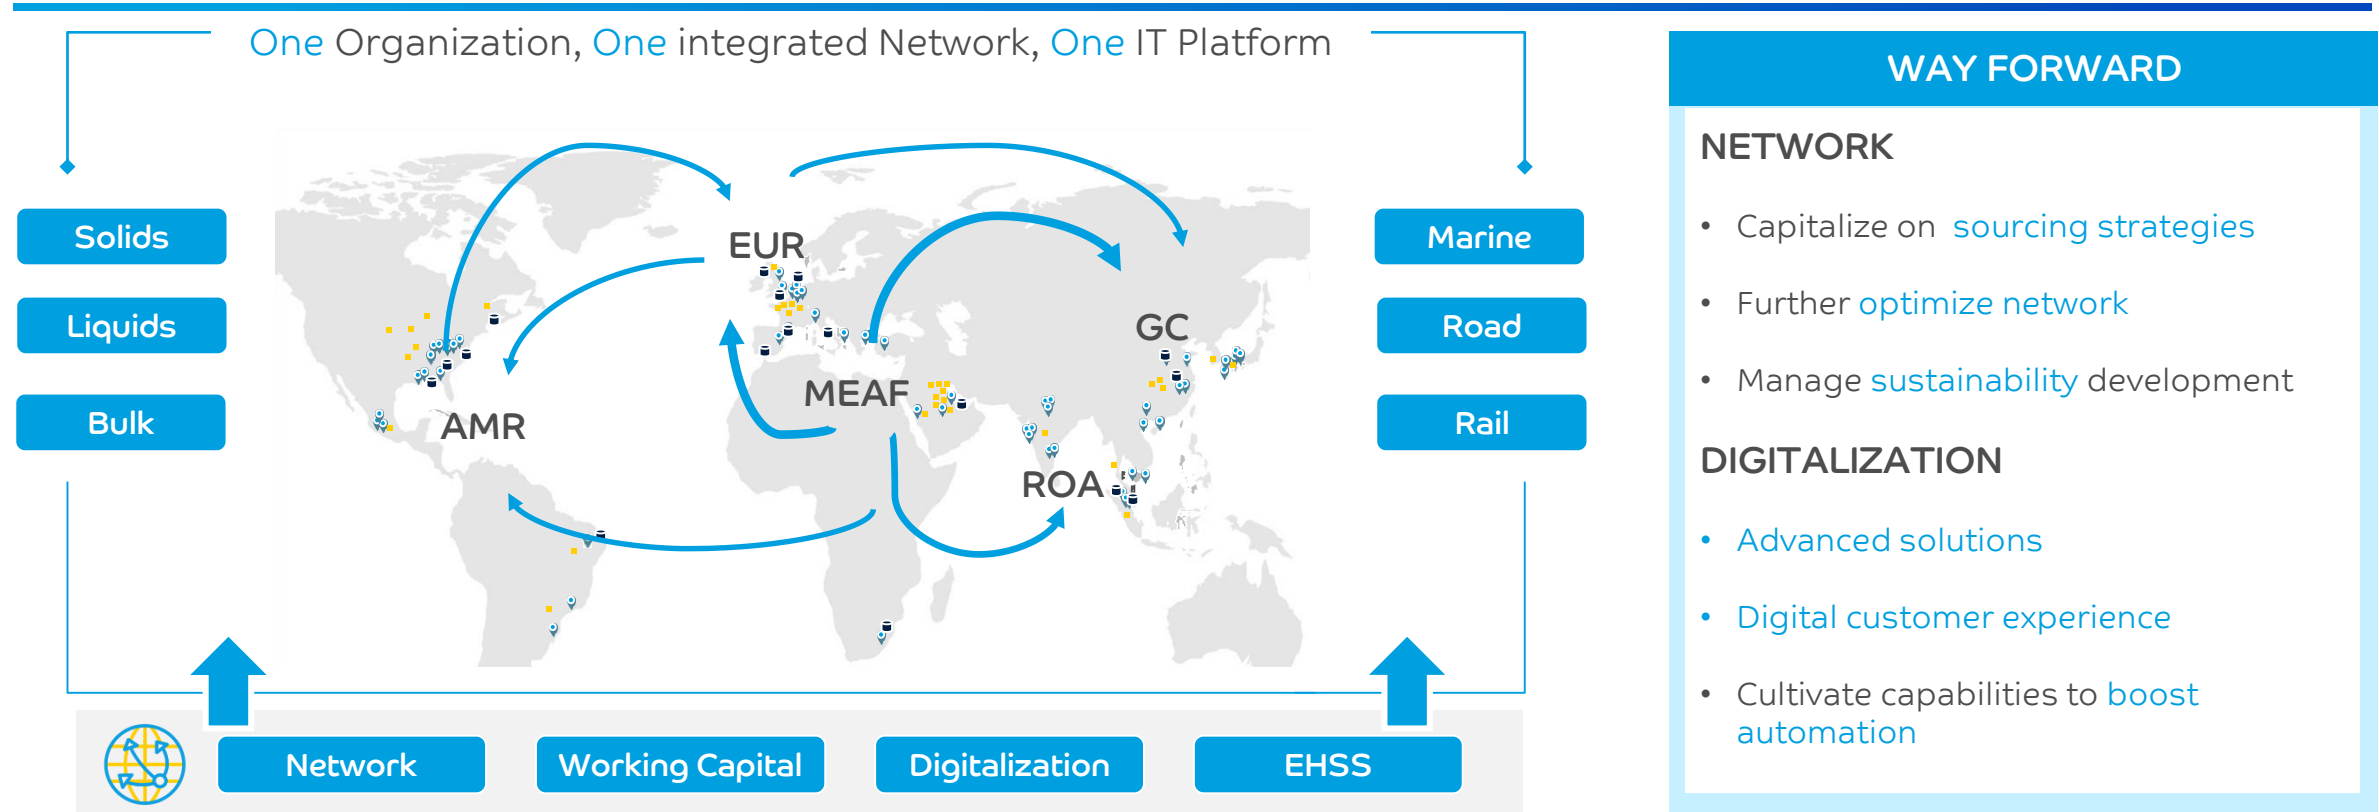 One Organization, One integrated Network, One IT Platform
Solids
Liquids
Bulk
EUR
GC
MEAF
AMR
ROA
Marine
Road
Rail
Network
Working Capital
Digitalization
EHSS
WAY FORWARD
NETWORK
• Capitalize on sourcing strategies
• Further optimize network
• Manage sustainability development
DIGITALIZATION
• Advanced solutions
• Digital customer experience
• Cultivate capabilities to boost
automation